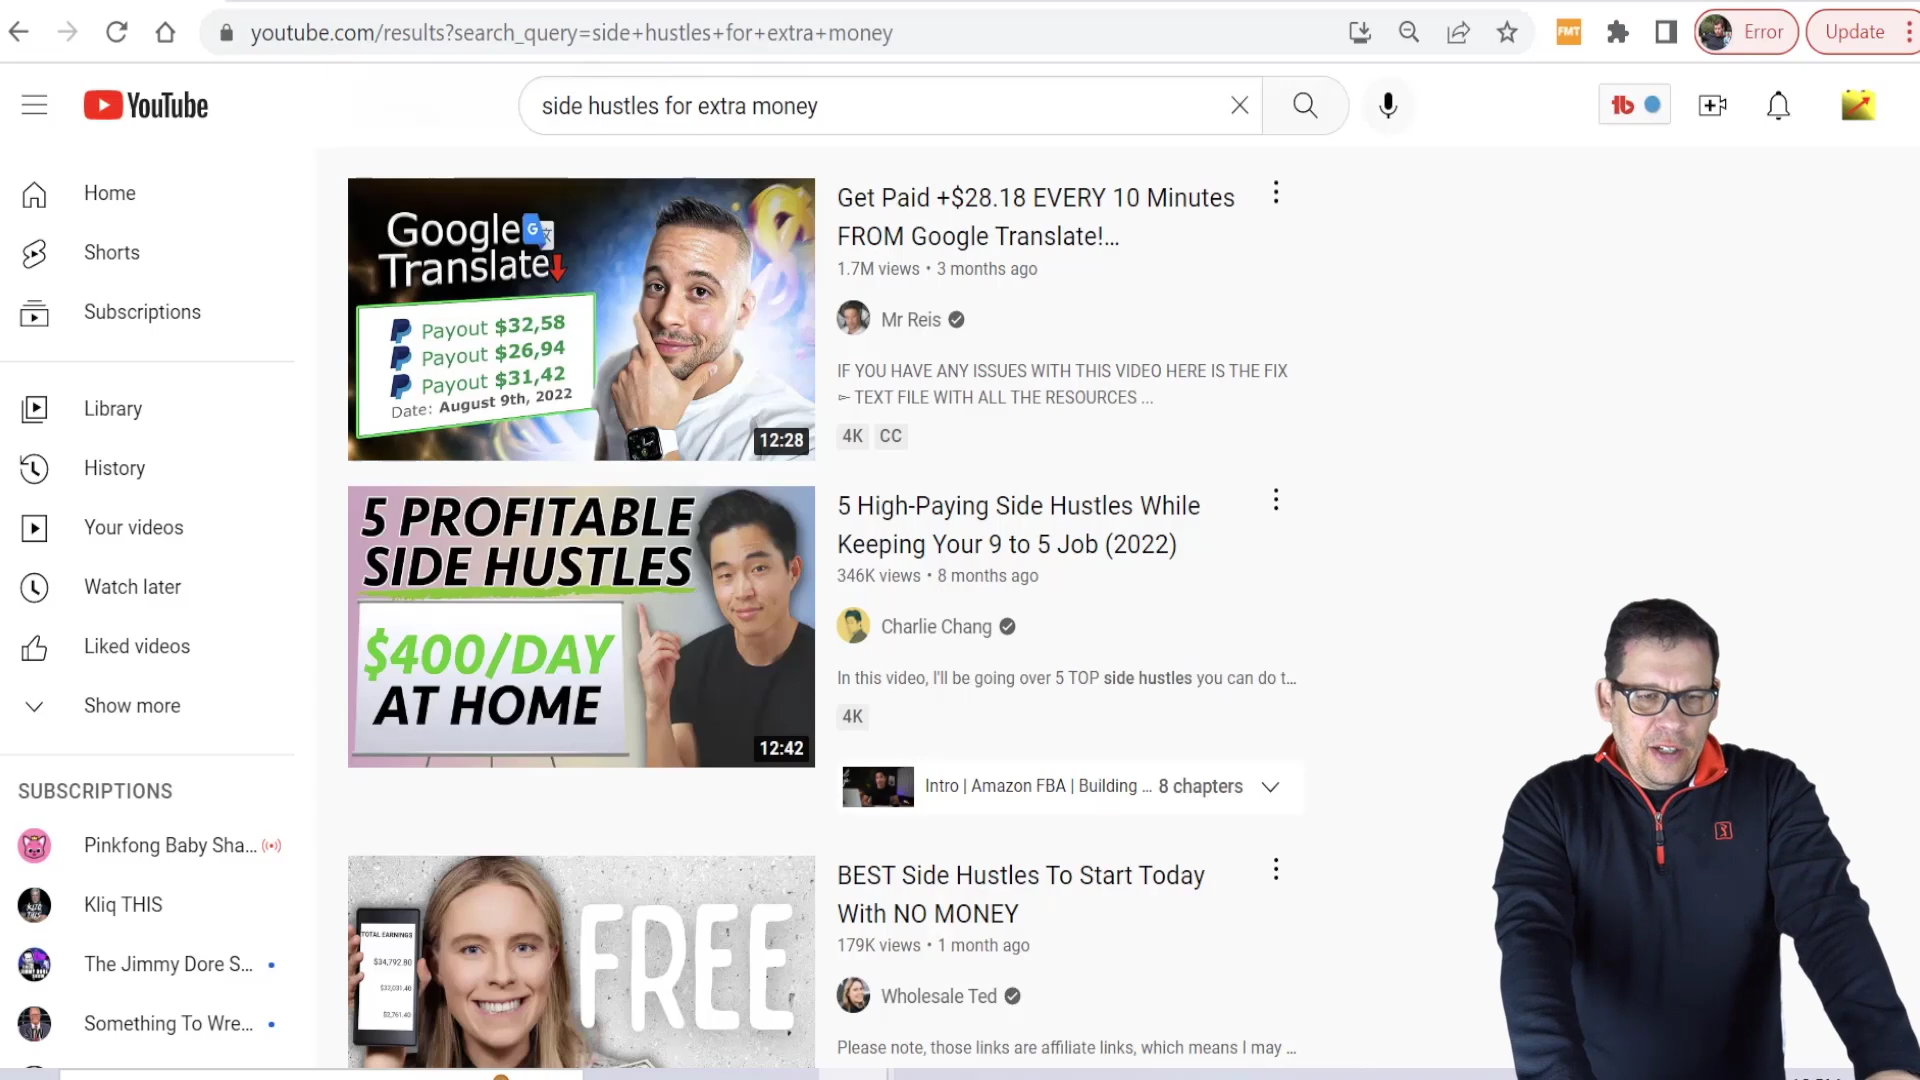 youtube.com/results?search_query=side+hustles+for+extra+money
FMT
Error
Update
YouTube
side hustles for extra money
Home
Shorts
Subscriptions
Library
History
Your videos
Watch later
Liked videos
Show more
SUBSCRIPTIONS
Pinkfong Baby Sha...
Kliq THIS
The Jimmy Dore S...
Something To Wre...
Google
Translate
Payout $32,58
Payout $26,94
Payout $31,42
Date: August 9th, 2022
12:28
Get Paid +$28.18 EVERY 10 Minutes
FROM Google Translate!...
1.7M views • 3 months ago
Mr Reis
IF YOU HAVE ANY ISSUES WITH THIS VIDEO HERE IS THE FIX
➢ TEXT FILE WITH ALL THE RESOURCES ...
4K CC
5 PROFITABLE
SIDE HUSTLES
$400/DAY
AT HOME
12:42
5 High-Paying Side Hustles While
Keeping Your 9 to 5 Job (2022)
346K views • 8 months ago
Charlie Chang
In this video, I'll be going over 5 TOP side hustles you can do t...
4K
Intro | Amazon FBA | Building ... 8 chapters
TOTAL EARNINGS
$34,792.80
$2,761.40
FREE
BEST Side Hustles To Start Today
With NO MONEY
179K views • 1 month ago
Wholesale Ted
Please note, those links are affiliate links, which means I may ...